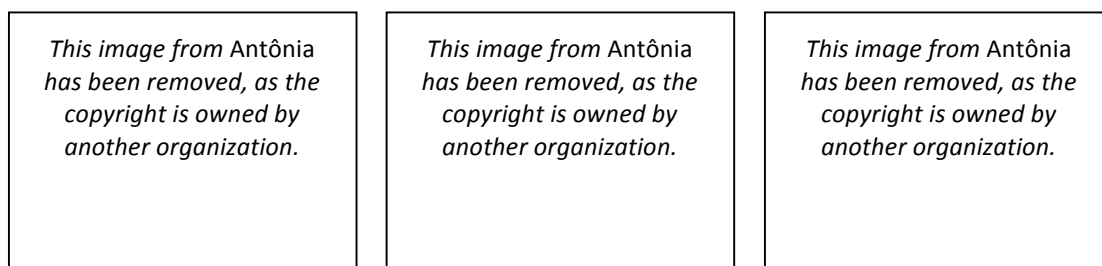 This image from Antônia
has been removed, as the
copyright is owned by
another organization.
This image from Antônia
has been removed, as the
copyright is owned by
another organization.
This image from Antônia
has been removed, as the
copyright is owned by
another organization.